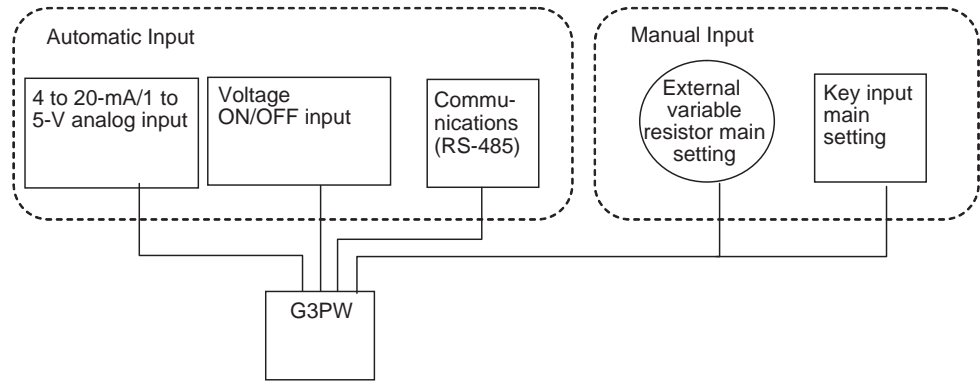 Automatic Input
4 to 20-mA/1 to
5-V analog input
Voltage
ON/OFF input
Commu-
nications
(RS-485)
Manual Input
External
variable
resistor main
setting
Key input
main
setting
G3PW